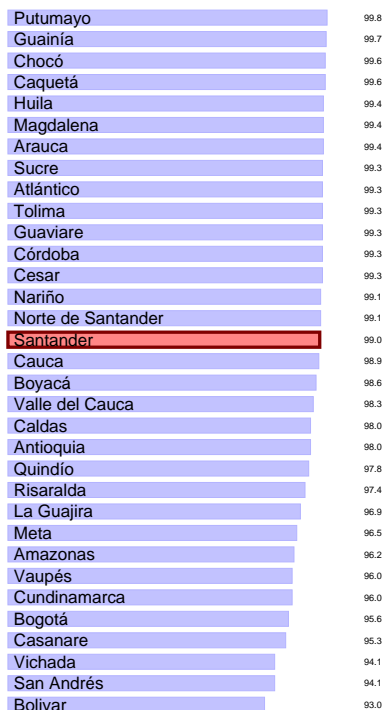 Putumayo 99.8
Guainía 99.7
Chocó 99.6
Caquetá 99.6
Huila 99.4
Magdalena 99.4
Arauca 99.4
Sucre 99.3
Atlántico 99.3
Tolima 99.3
Guaviare 99.3
Córdoba 99.3
Cesar 99.3
Nariño 99.1
Norte de Santander 99.1
Santander 99.0
Cauca 98.9
Boyacá 98.6
Valle del Cauca 98.3
Caldas 98.0
Antioquia 98.0
Quindío 97.8
Risaralda 97.4
La Guajira 96.9
Meta 96.5
Amazonas 96.2
Vaupés 96.0
Cundinamarca 96.0
Bogotá 95.6
Casanare 95.3
Vichada 94.1
San Andrés 94.1
Bolivar 93.0